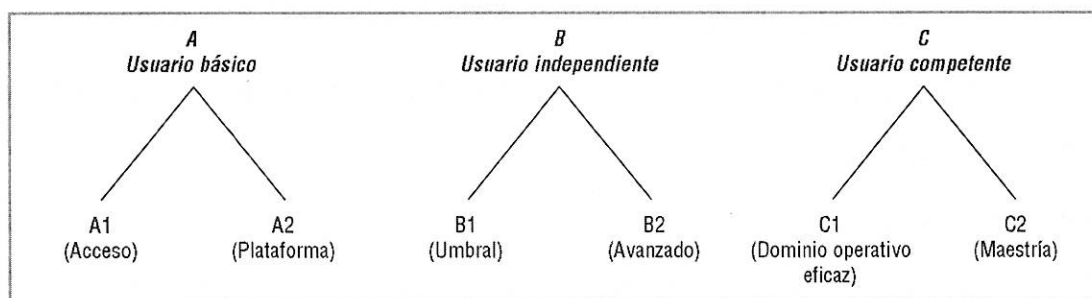 A
Usuario básico
B
Usuario independiente
C
Usuario competente
A1
(Acceso)
A2
(Plataforma)
B1
(Umbral)
B2
(Avanzado)
C1
(Dominio operativo
eficaz)
C2
(Maestría)